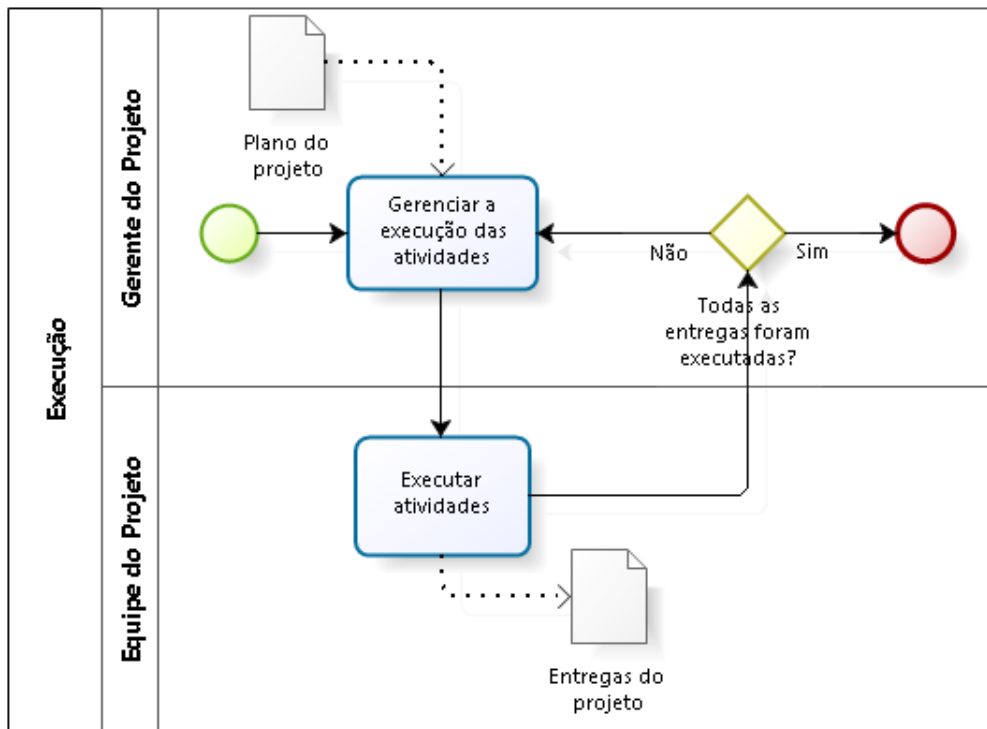 Execução
Gerente do Projeto
Plano do
projeto
Gerenciar a
execução das
atividades
Não
Sim
Todas as
entregas foram
executadas?
Equipe do Projeto
Executar
atividades
Entregas do
projeto